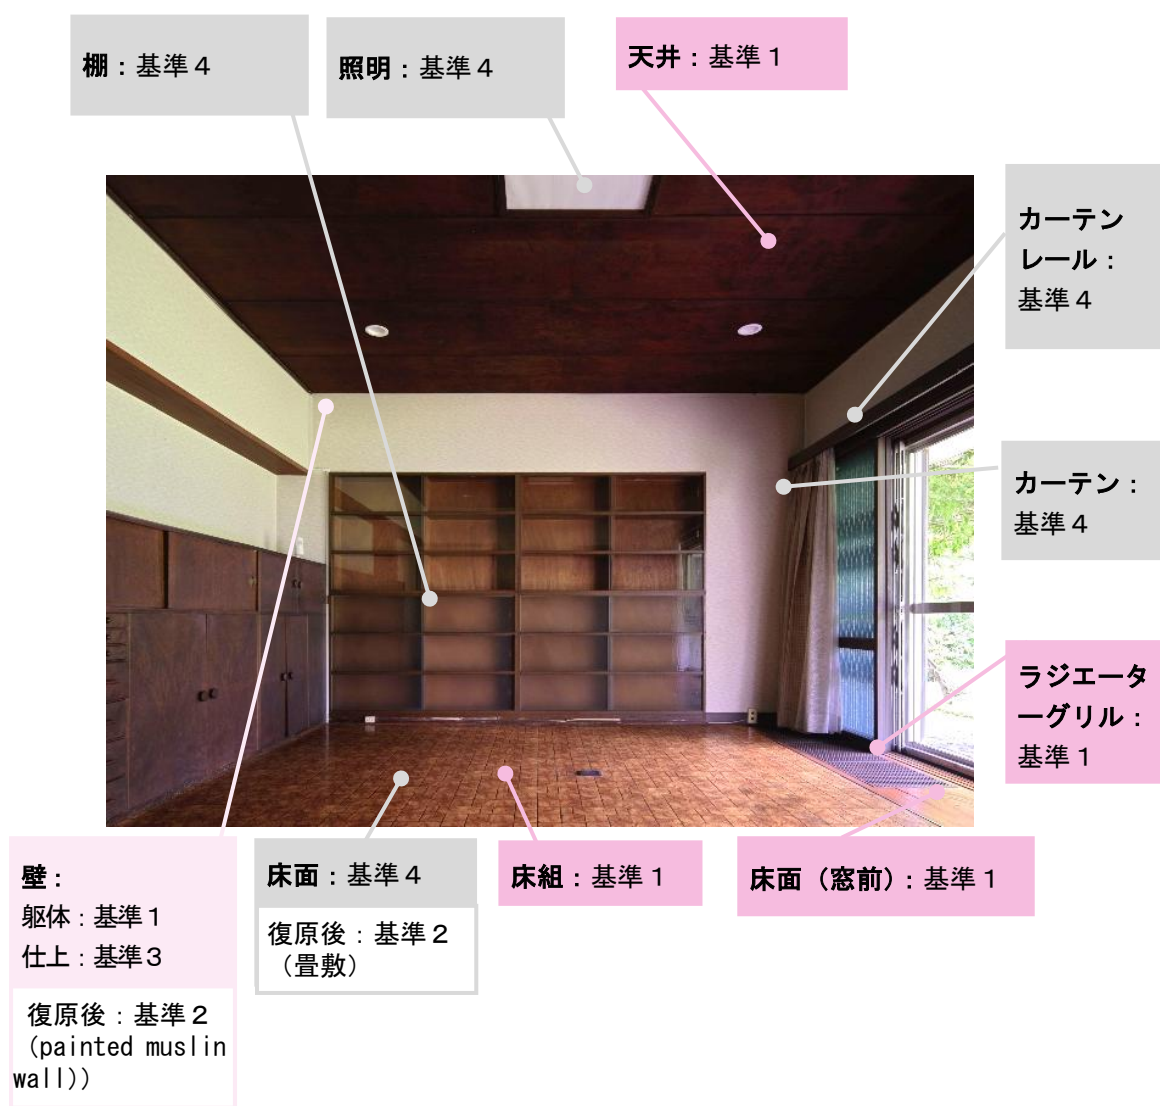 棚：基準４
照明：基準４
天井：基準１
カーテン
レール：
基準４
カーテン：
基準４
ラジエータ
ーグリル：
基準１
壁：
躯体：基準１
仕上：基準３
復原後：基準２
（painted muslin
wall)）
床面：基準４
復原後：基準２
（畳敷）
床組：基準１
床面（窓前）：基準１